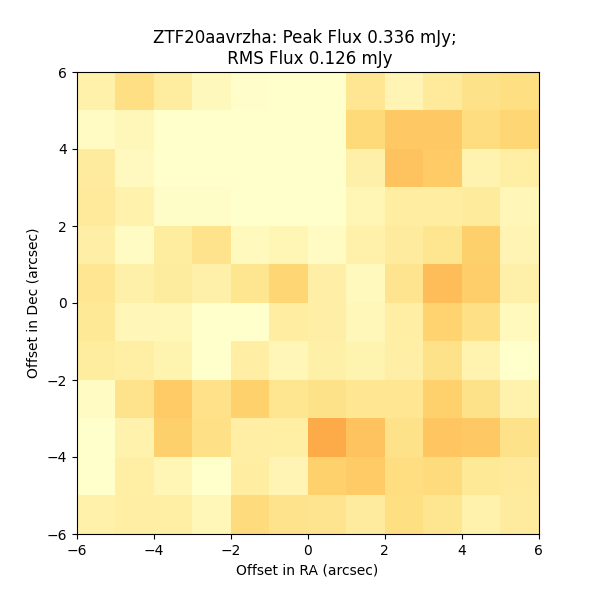 ZTF20aavrzha: Peak Flux 0.336 mJy;
RMS Flux 0.126 mJy
6
4
2
0
−2
−4
−6
Offset in Dec (arcsec)
−6 −4 −2 0 2 4 6
Offset in RA (arcsec)